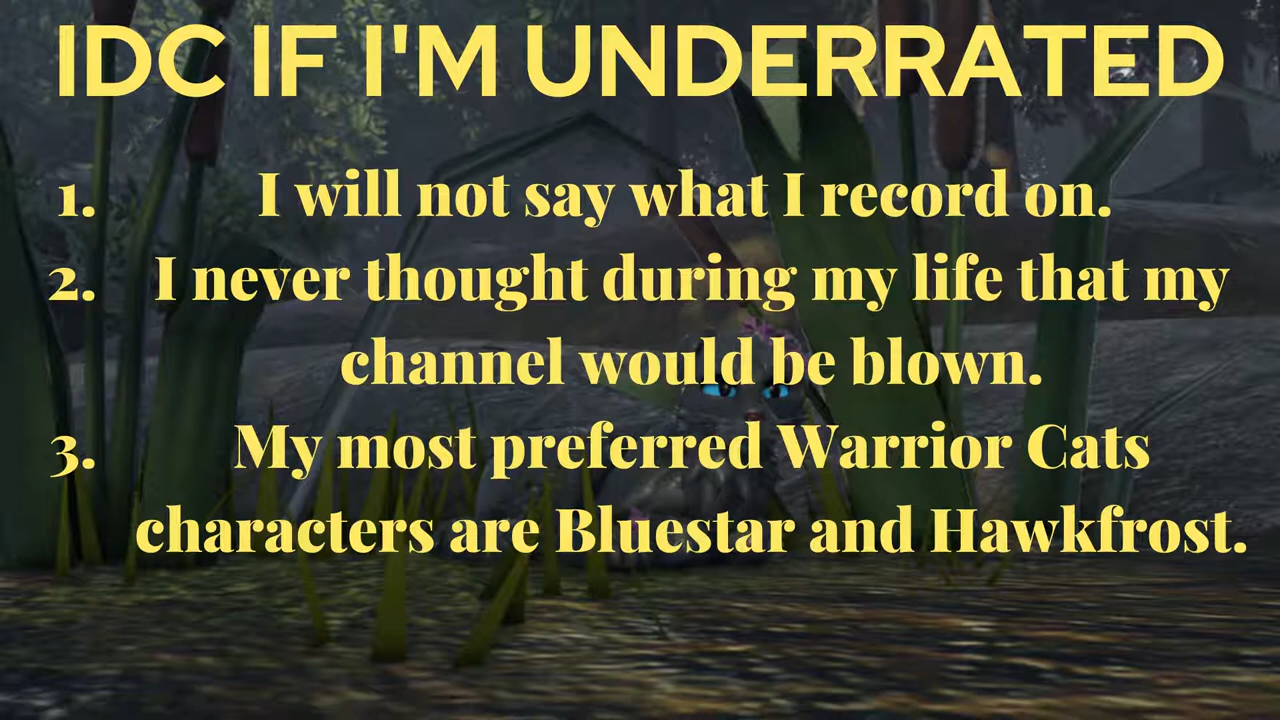 IDC IF I'M UNDERRATED
1. I will not say what I record on.
2. I never thought during my life that my
channel would be blown.
3. My most preferred Warrior Cats
characters are Bluestar and Hawkfrost.